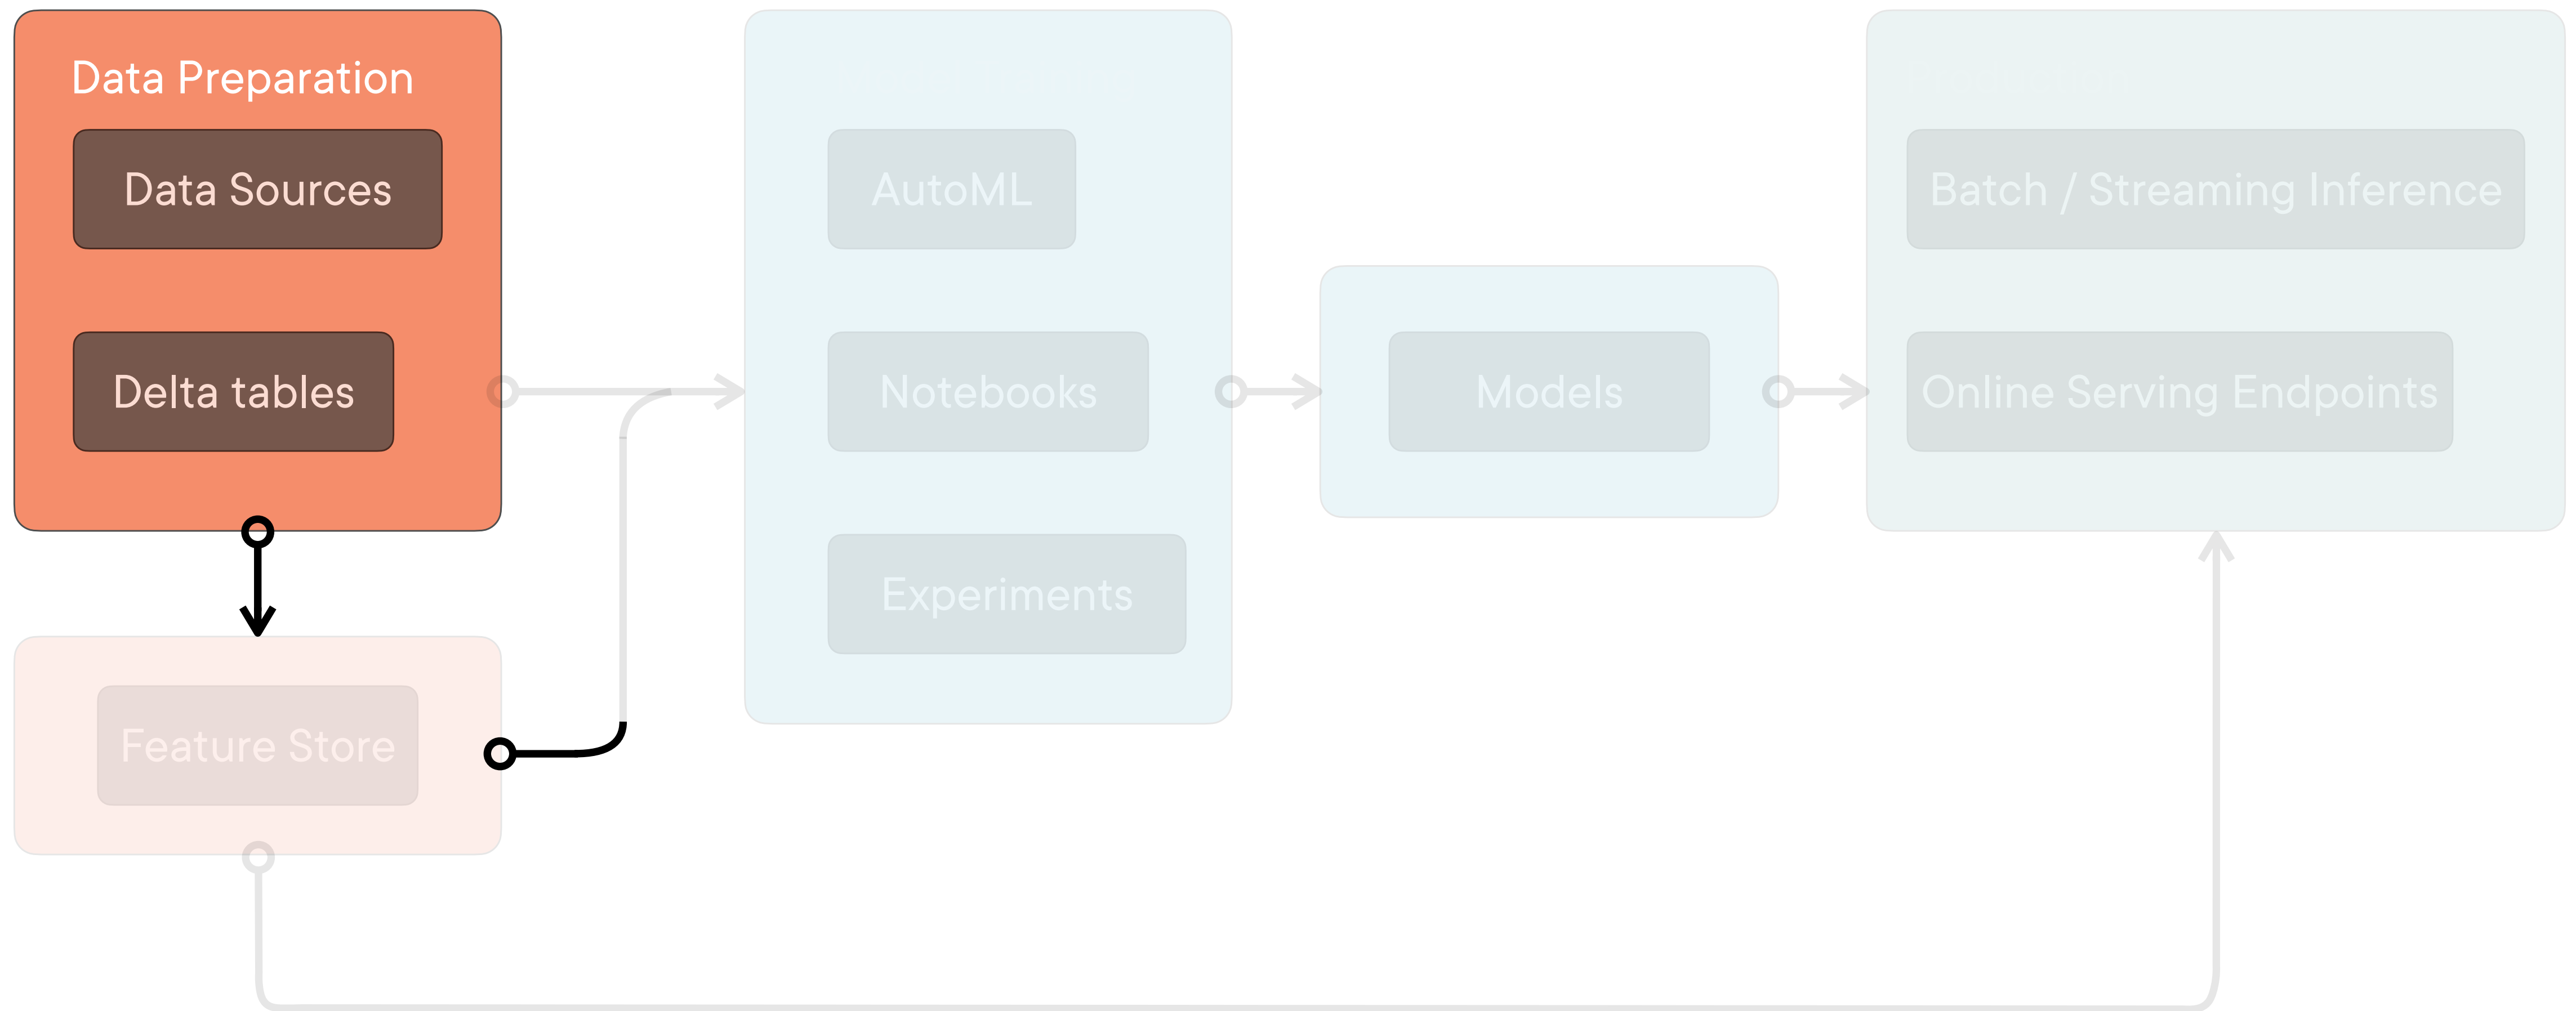 Data Preparation
Data Sources
Delta tables
Feature Store
AutoML
Notebooks
Experiments
Models
Batch / Streaming Inference
Online Serving Endpoints